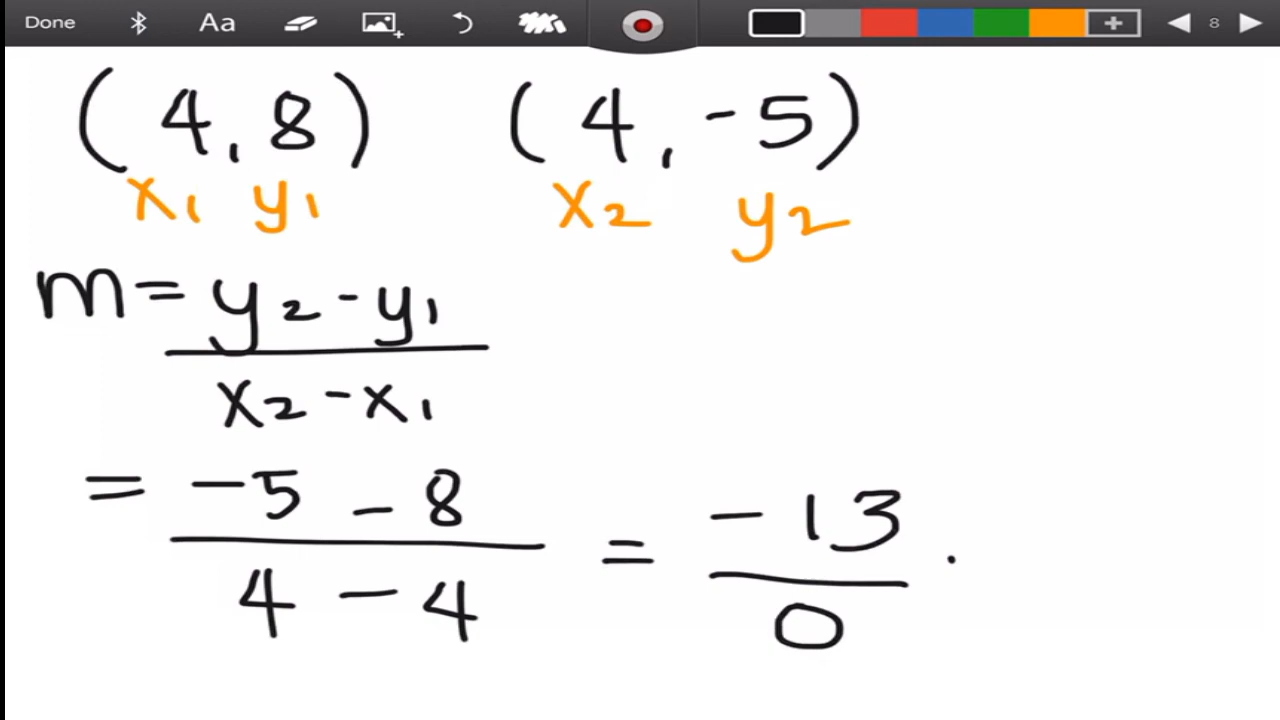 Done Aa 8
(4, 8) (4, -5)
x1 y1 x2 y2
m = y2 - y1
x2 - x1
= -5 - 8 = -13 .
4 - 4 0